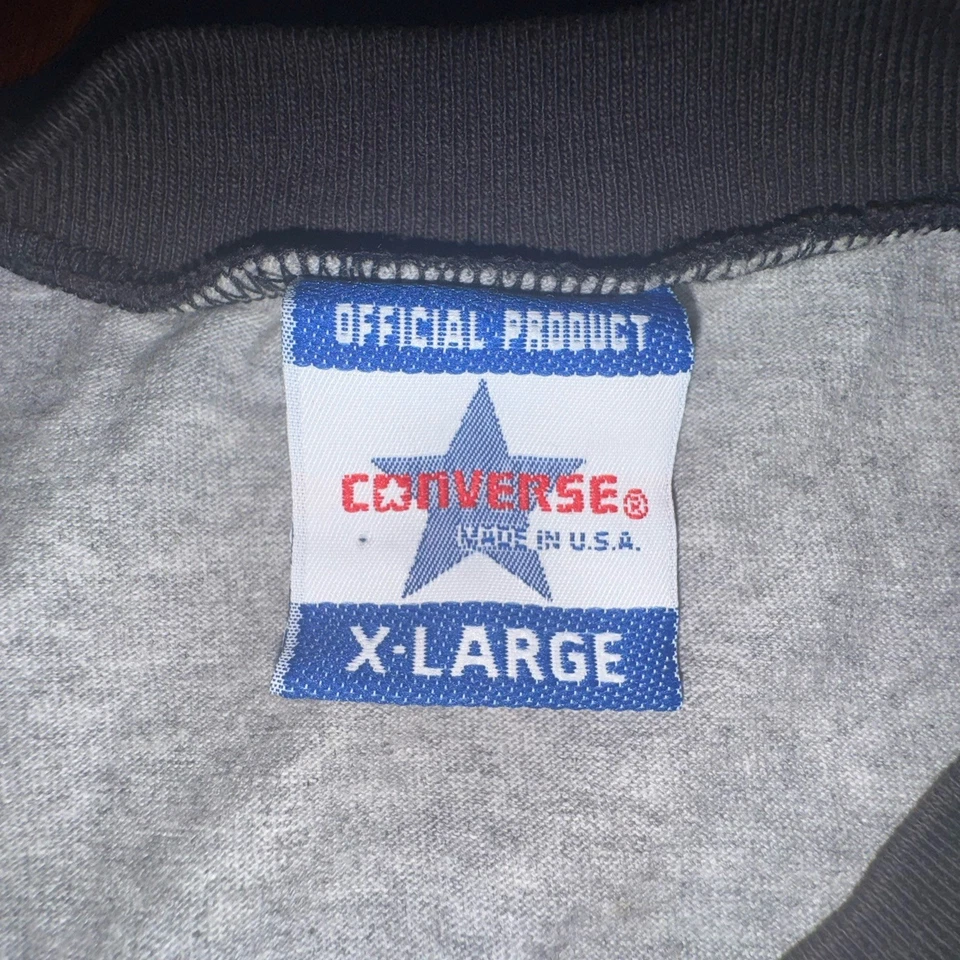 OFFICIAL PRODUCT
CONVERSE®
MADE IN U.S.A.
X-LARGE